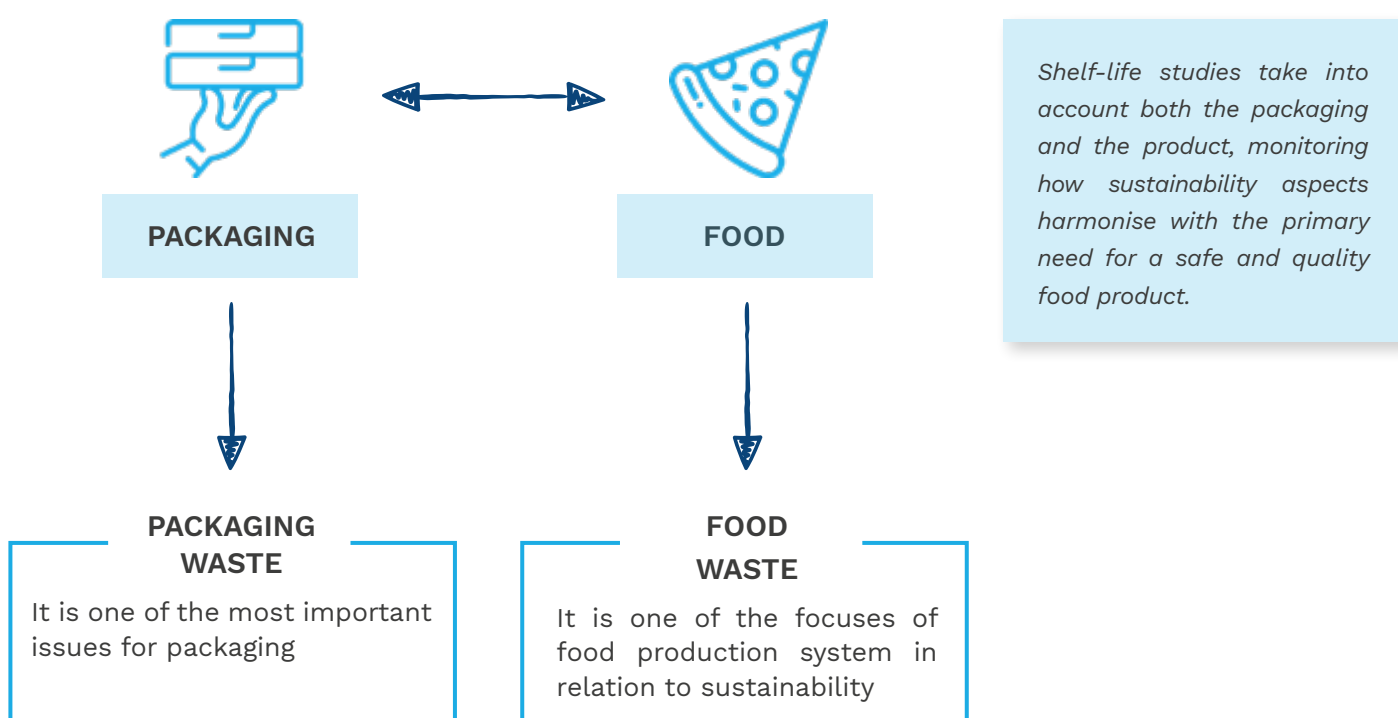 PACKAGING
FOOD
Shelf-life studies take into
account both the packaging
and the product, monitoring
how sustainability aspects
harmonise with the primary
need for a safe and quality
food product.
PACKAGING
WASTE
It is one of the most important
issues for packaging
FOOD
WASTE
It is one of the focuses of
food production system in
relation to sustainability